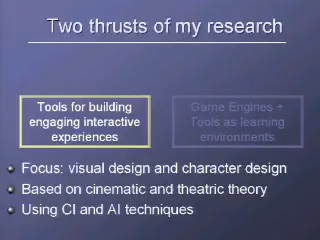 Two thrusts of my research
Tools for building
engaging interactive
experiences
Game Engines +
Tools as learning
environments
Focus: visual design and character design
Based on cinematic and theatric theory
Using CI and AI techniques